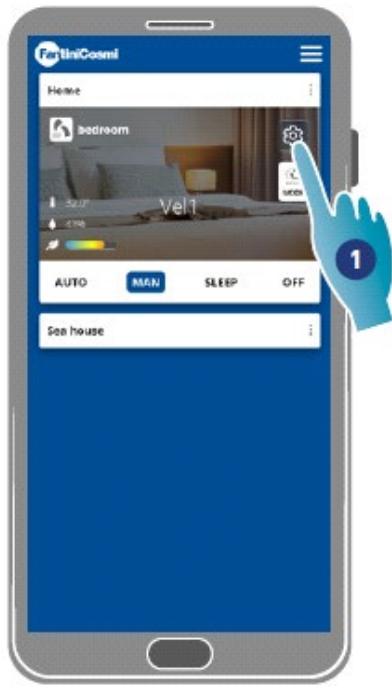 FantiniCosmi
Home
bedroom
Vel1
AUTO MAN SLEEP OFF
1
Sea house